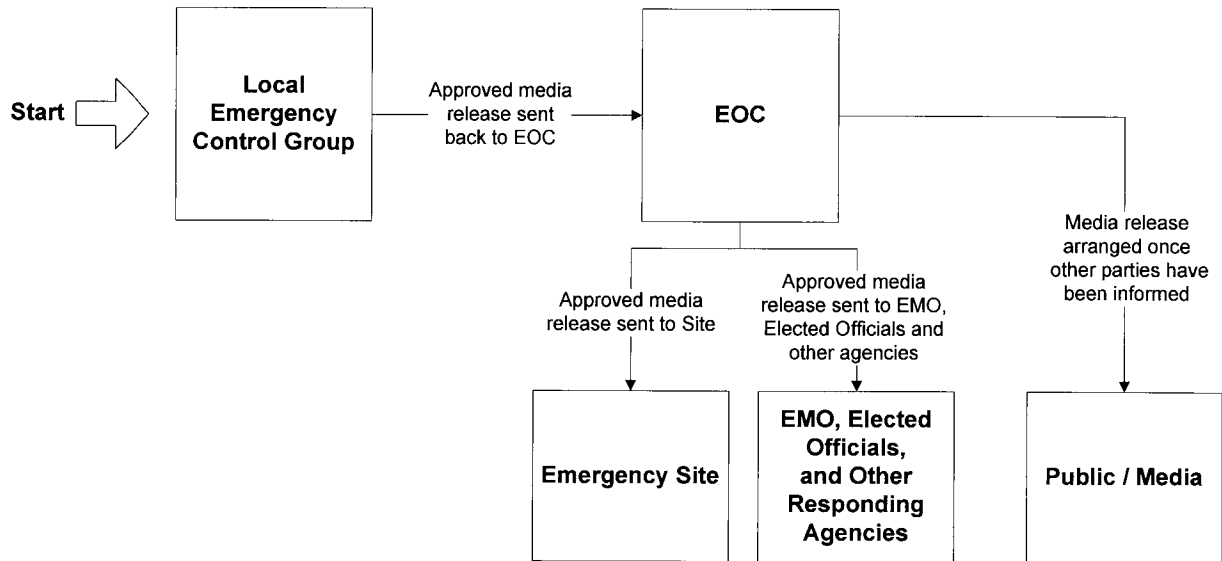 Start
Local
Emergency
Control Group
Approved media
release sent
back to EOC
EOC
Media release
arranged once
other parties have
been informed
Approved media
release sent to Site
Approved media
release sent to EMO,
Elected Officials and
other agencies
Emergency Site
EMO, Elected
Officials,
and Other
Responding
Agencies
Public / Media